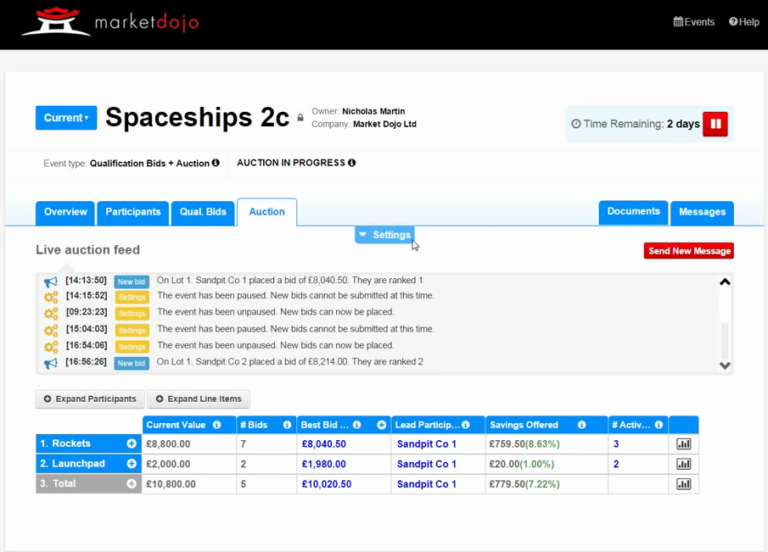 marketdojo
Events Help
Current Spaceships 2c
Owner: Nicholas Martin
Company: Market Dojo Ltd
Time Remaining: 2 days
Event type: Qualification Bids + Auction AUCTION IN PROGRESS
Overview Participants Qual. Bids Auction Documents Messages
Settings
Live auction feed Send New Message
[14:13:50] New bid On Lot 1. Sandpit Co 1 placed a bid of £8,040.50. They are ranked 1
[14:15:52] Settings The event has been paused. New bids cannot be submitted at this time.
[09:23:23] Settings The event has been unpaused. New bids can now be placed.
[15:04:03] Settings The event has been paused. New bids cannot be submitted at this time.
[16:54:06] Settings The event has been unpaused. New bids can now be placed.
[16:56:26] New bid On Lot 1. Sandpit Co 2 placed a bid of £8,214.00. They are ranked 2
Expand Participants Expand Line Items
Current Value # Bids Best Bid ... Lead Particip... Savings Offered # Activ...
1. Rockets £8,800.00 7 £8,040.50 Sandpit Co 1 £759.50(8.63%) 3
2. Launchpad £2,000.00 2 £1,980.00 Sandpit Co 1 £20.00(1.00%) 2
3. Total £10,800.00 5 £10,020.50 Sandpit Co 1 £779.50(7.22%)